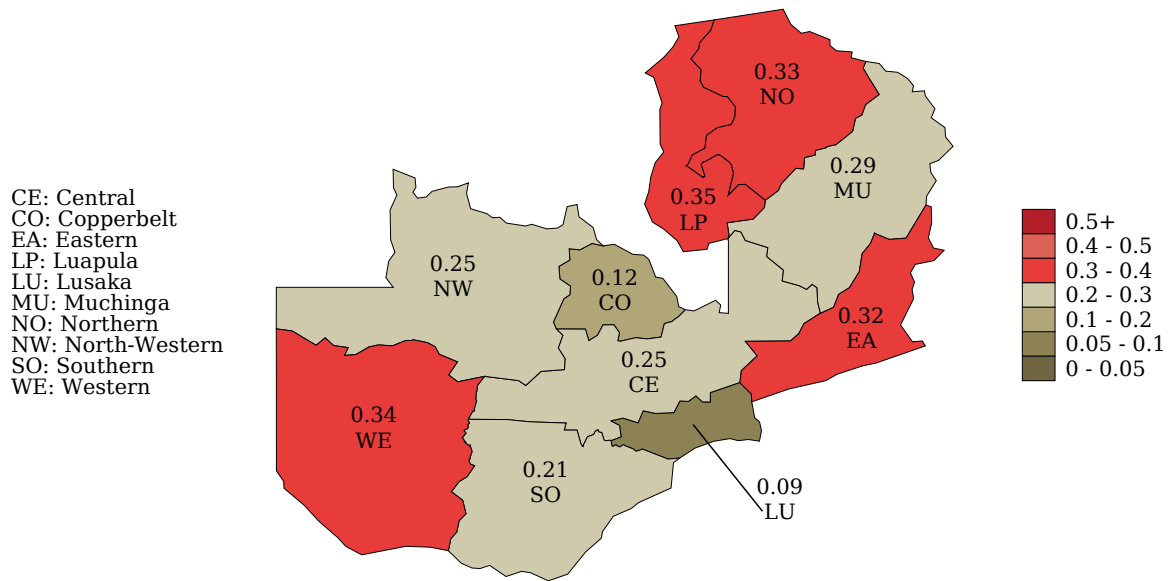 CE: Central
CO: Copperbelt
EA: Eastern
LP: Luapula
LU: Lusaka
MU: Muchinga
NO: Northern
NW: North-Western
SO: Southern
WE: Western
0.33
NO
0.29
MU
0.35
LP
0.25
NW
0.12
CO
0.32
EA
0.25
CE
0.34
WE
0.21
SO
0.09
LU
0.5+
0.4 - 0.5
0.3 - 0.4
0.2 - 0.3
0.1 - 0.2
0.05 - 0.1
0 - 0.05